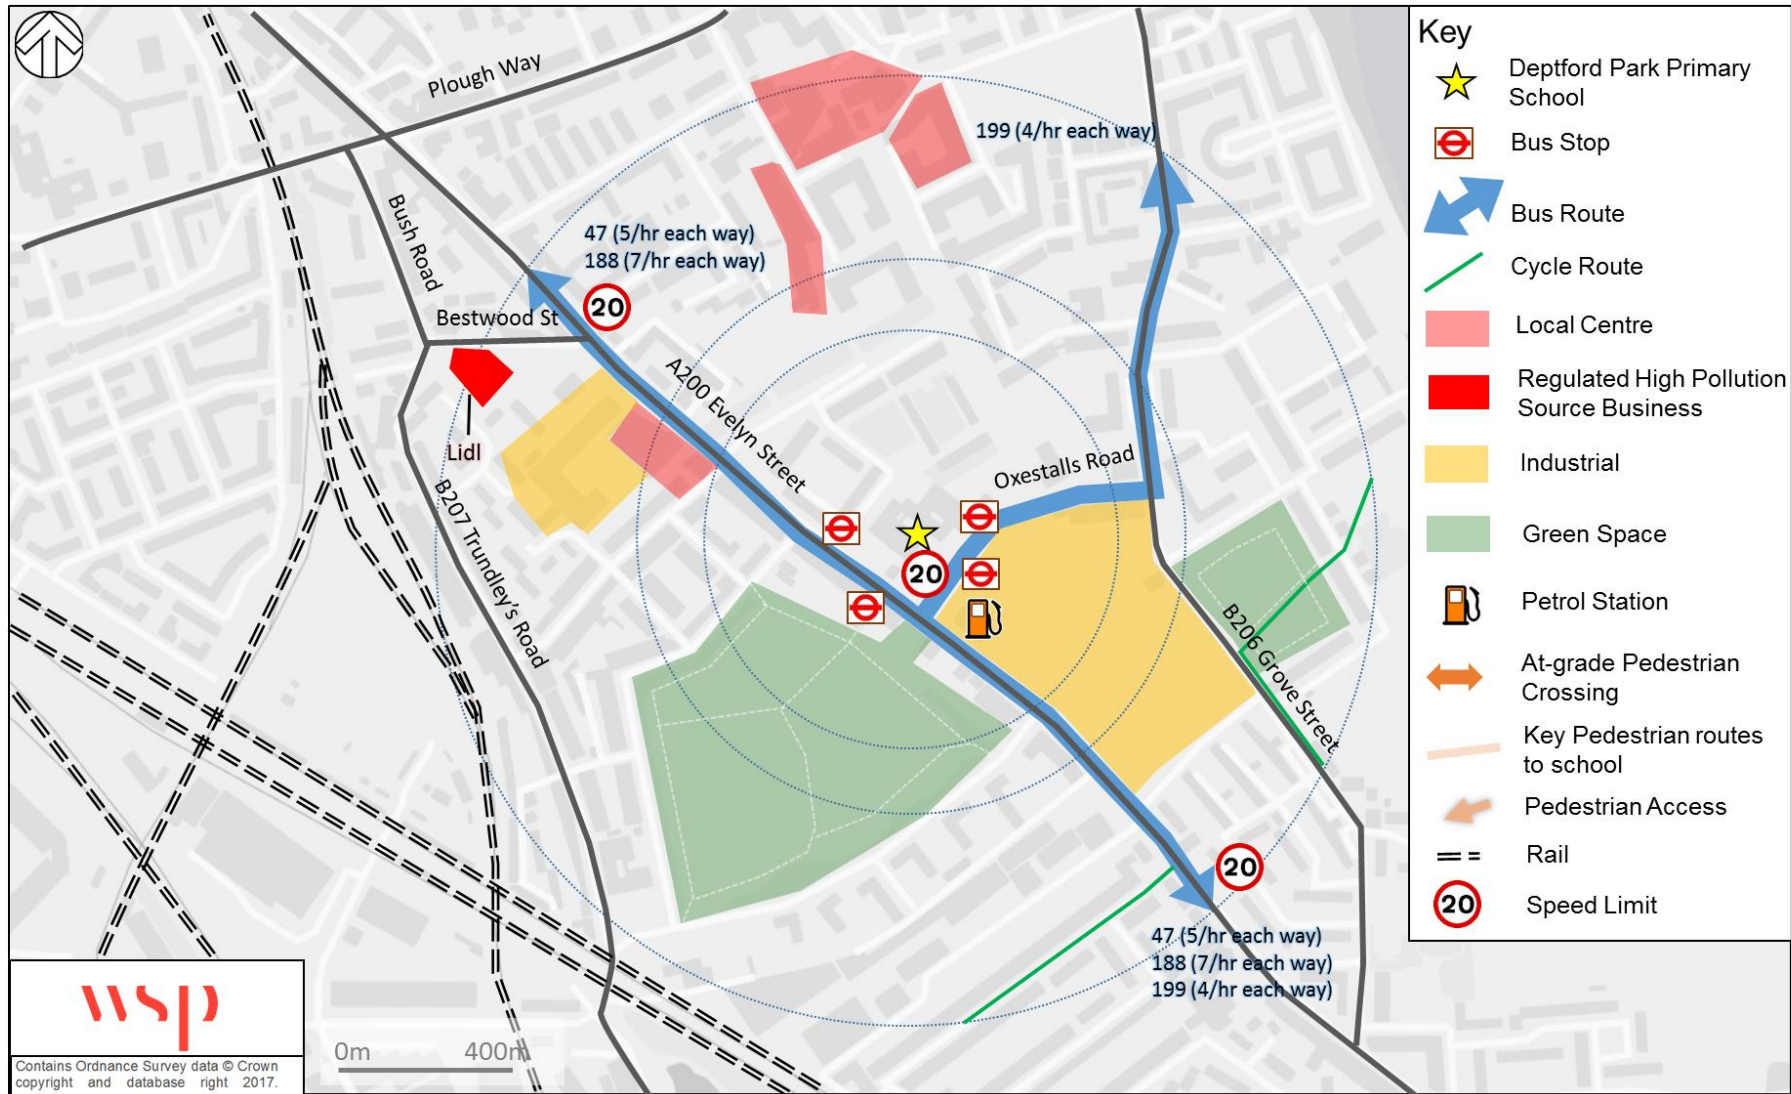 Plough Way
199 (4/hr each way)
Bush Road
47 (5/hr each way)
188 (7/hr each way)
20
Bestwood St
A200 Evelyn Street
Lidl
B207 Trundley's Road
Oxestalls Road
20
B206 Grove Street
20
47 (5/hr each way)
188 (7/hr each way)
199 (4/hr each way)
0m 400m
wsp
Contains Ordnance Survey data © Crown
copyright and database right 2017.
Key
Deptford Park Primary
School
Bus Stop
Bus Route
Cycle Route
Local Centre
Regulated High Pollution
Source Business
Industrial
Green Space
Petrol Station
At-grade Pedestrian
Crossing
Key Pedestrian routes
to school
Pedestrian Access
Rail
20 Speed Limit